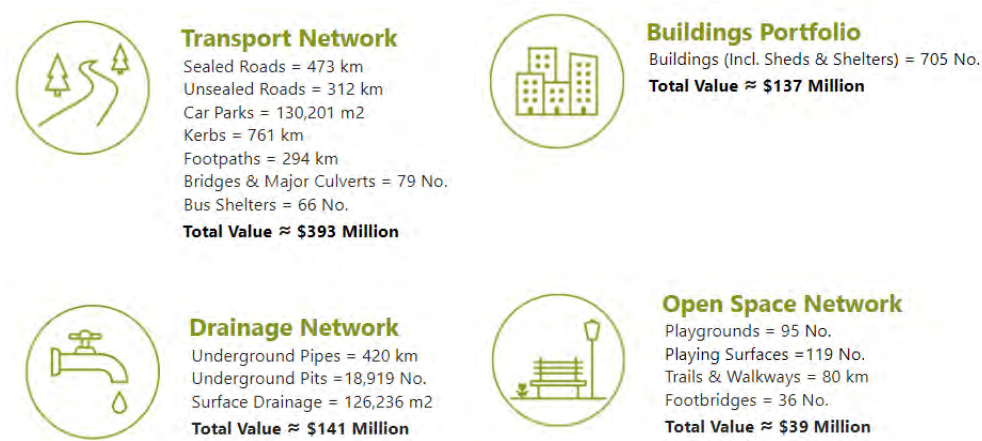 Transport Network
Sealed Roads = 473 km
Unsealed Roads = 312 km
Car Parks = 130,201 m2
Kerbs = 761 km
Footpaths = 294 km
Bridges & Major Culverts = 79 No.
Bus Shelters = 66 No.
Total Value ≈ $393 Million
Buildings Portfolio
Buildings (Incl. Sheds & Shelters) = 705 No.
Total Value ≈ $137 Million
Drainage Network
Underground Pipes = 420 km
Underground Pits =18,919 No.
Surface Drainage = 126,236 m2
Total Value ≈ $141 Million
Open Space Network
Playgrounds = 95 No.
Playing Surfaces =119 No.
Trails & Walkways = 80 km
Footbridges = 36 No.
Total Value ≈ $39 Million